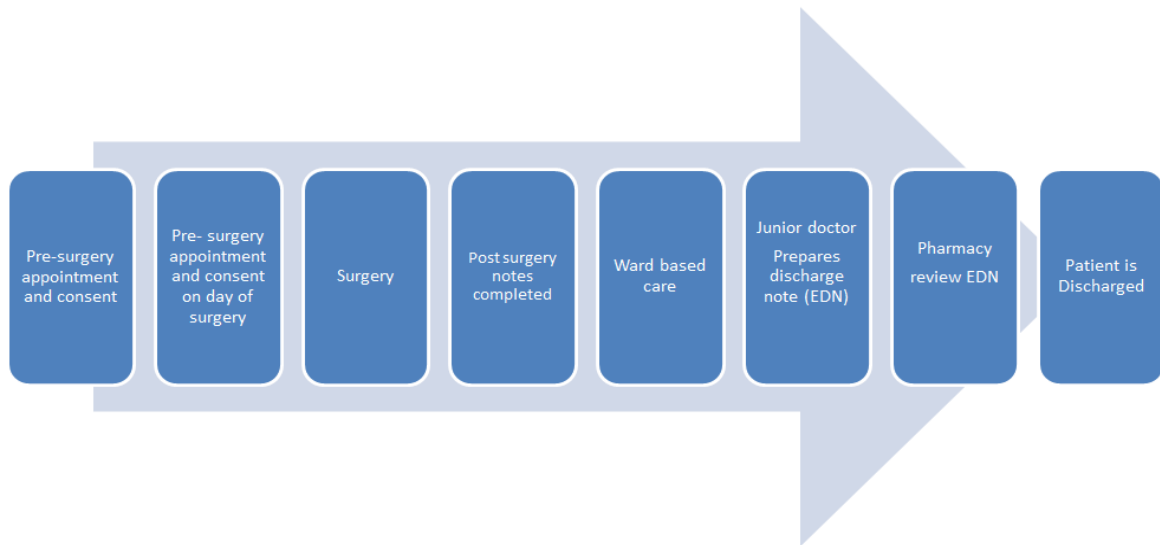 Pre-surgery
appointment
and consent
Pre- surgery
appointment
and consent
on day of
surgery
Surgery
Post surgery
notes
completed
Ward based
care
Junior doctor
Prepares
discharge
note (EDN)
Pharmacy
review EDN
Patient is
Discharged